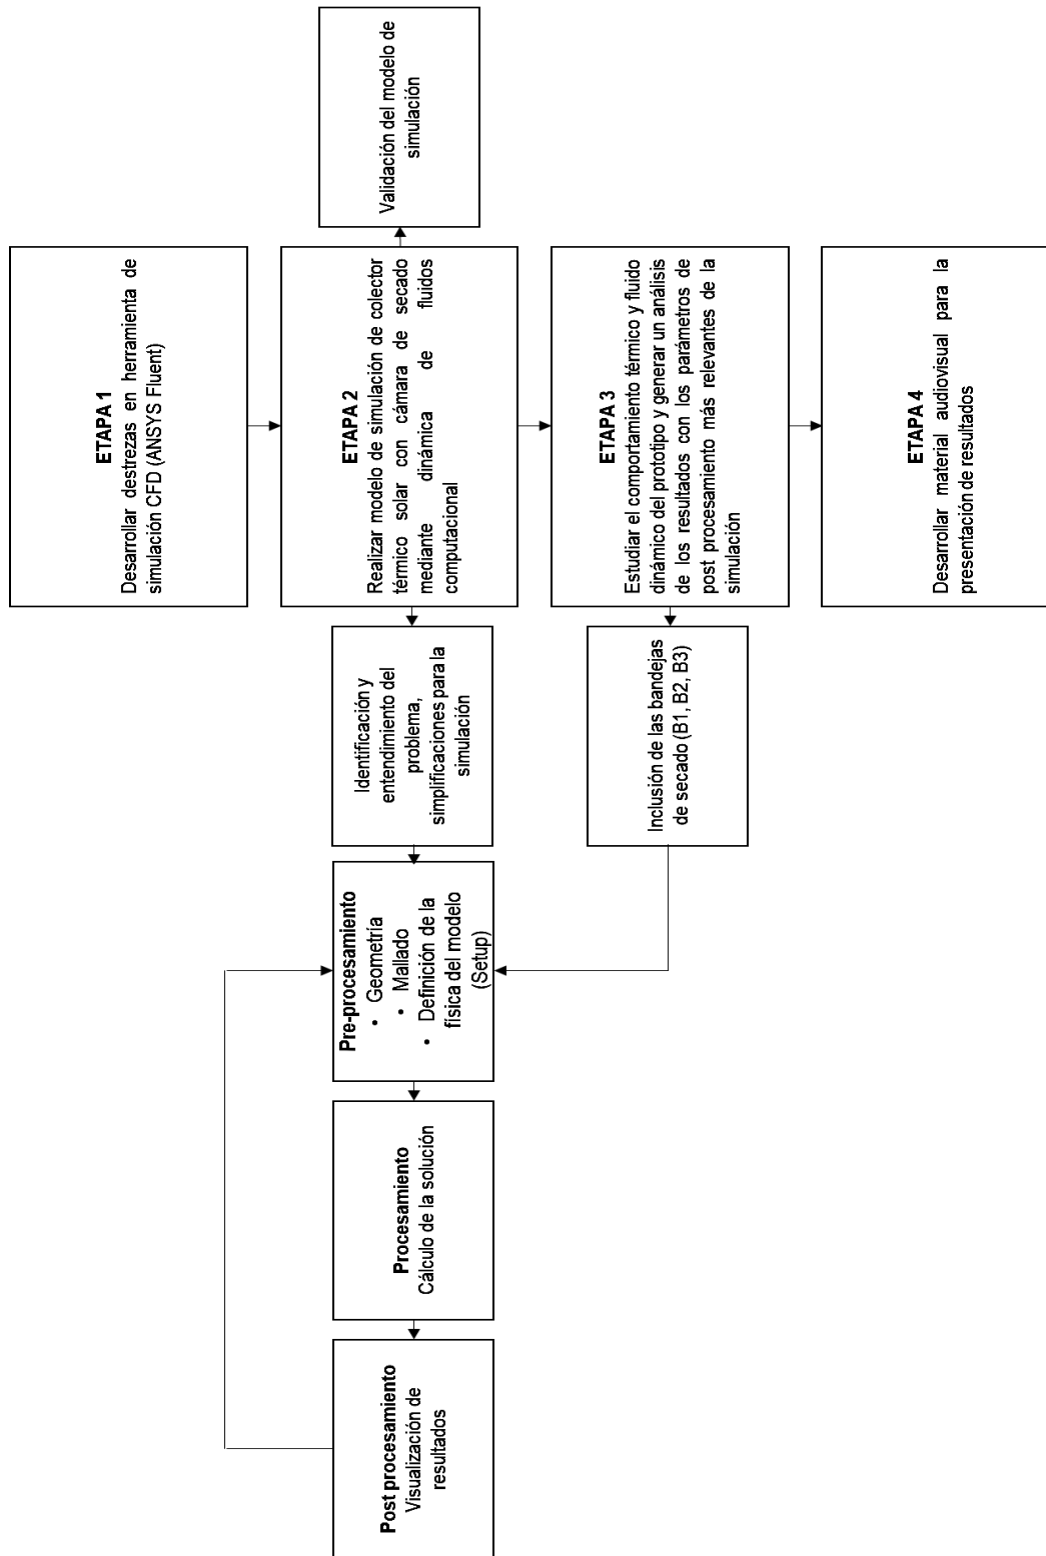 ETAPA 1
Desarrollar destrezas en herramienta de
simulación CFD (ANSYS Fluent)
ETAPA 2
Realizar modelo de simulación de colector
térmico solar con cámara de secado
mediante dinámica de fluidos
computacional
Validación del modelo de
simulación
Identificación y
entendimiento del
problema,
simplificaciones para la
simulación
Pre-procesamiento
• Geometría
• Mallado
• Definición de la
física del modelo
(Setup)
Procesamiento
Cálculo de la solución
Post procesamiento
Visualización de
resultados
ETAPA 3
Estudiar el comportamiento térmico y fluido
dinámico del prototipo y generar un análisis
de los resultados con los parámetros de
post procesamiento más relevantes de la
simulación
Inclusión de las bandejas
de secado (B1, B2, B3)
ETAPA 4
Desarrollar material audiovisual para la
presentación de resultados